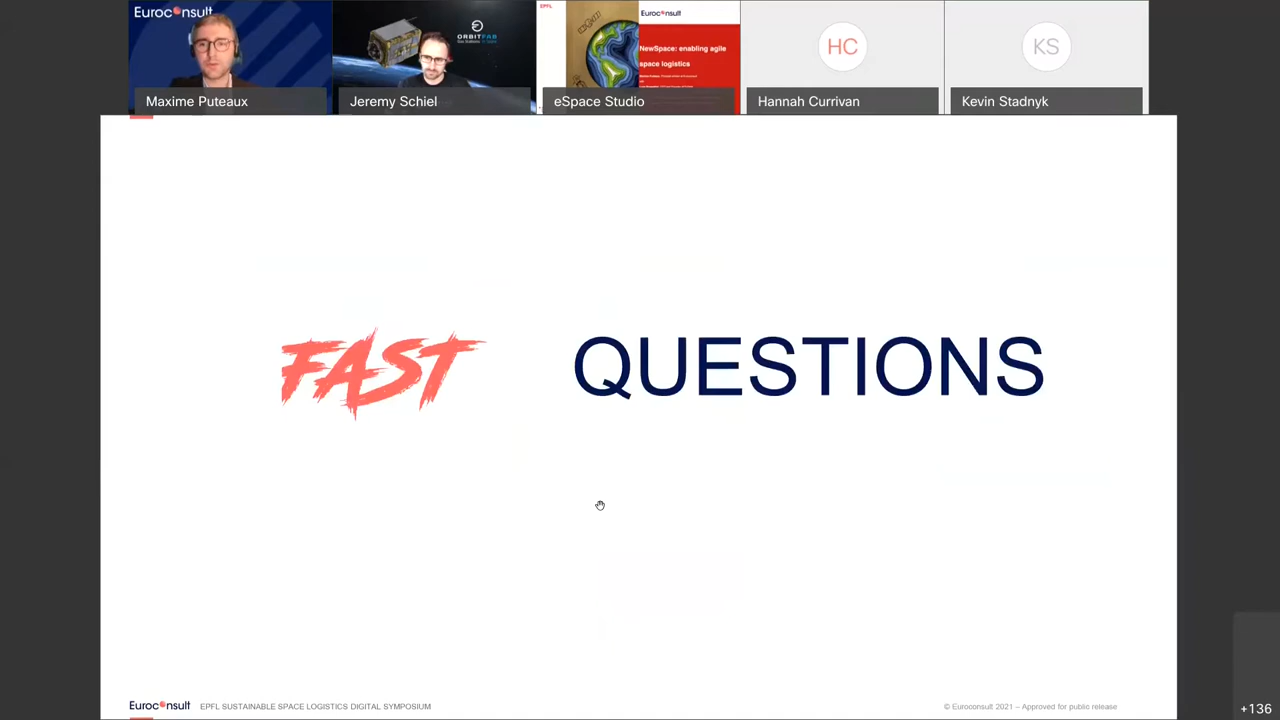 Euroconsult
ORBITFAB
EPFL
Euroconsult
NewSpace: enabling agile
space logistics
HC
KS
Maxime Puteaux
Jeremy Schiel
eSpace Studio
Hannah Currivan
Kevin Stadnyk
FAST QUESTIONS
Euroconsult EPFL SUSTAINABLE SPACE LOGISTICS DIGITAL SYMPOSIUM
© Euroconsult 2021 – Approved for public release
+136